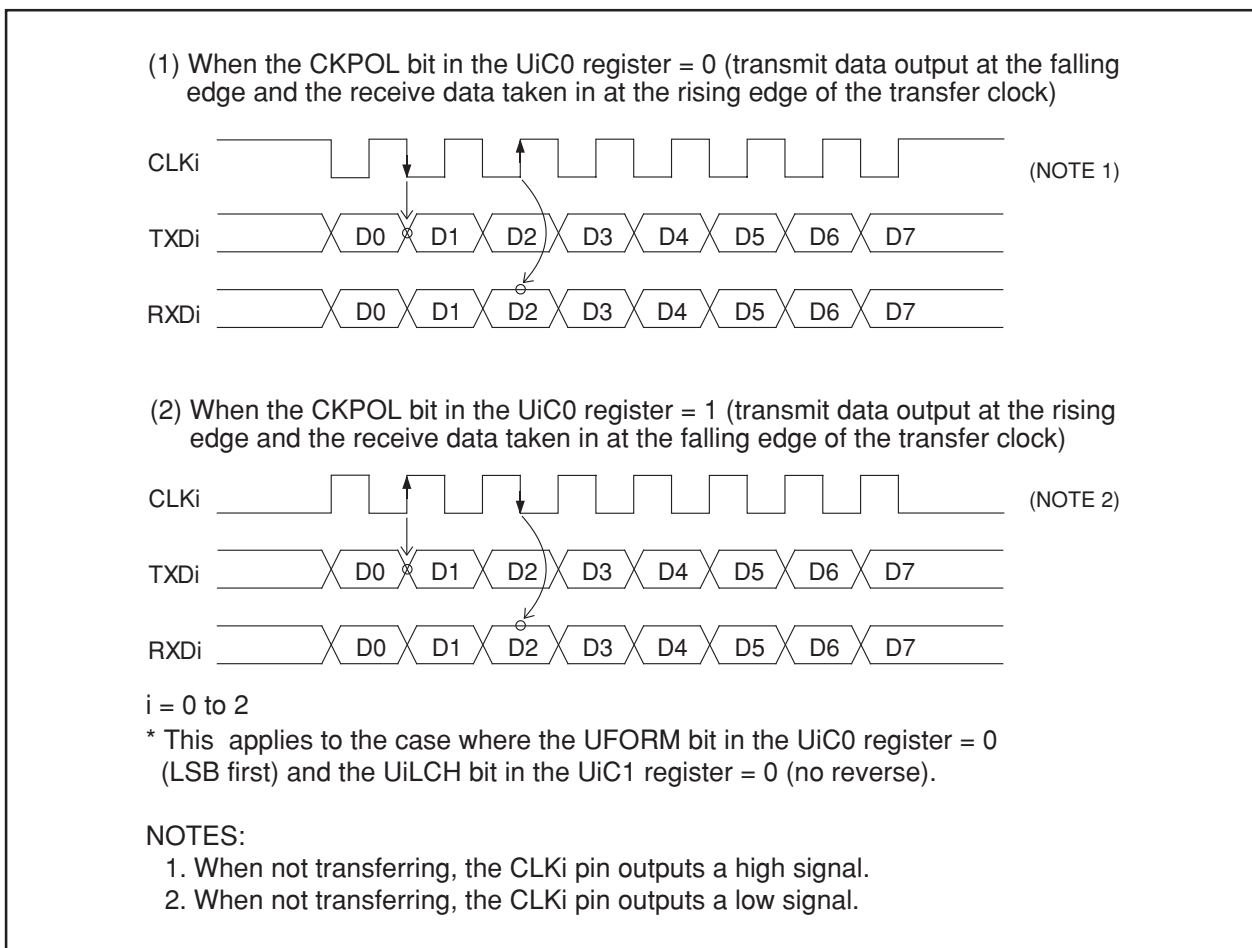 (1) When the CKPOL bit in the UiC0 register = 0 (transmit data output at the falling
edge and the receive data taken in at the rising edge of the transfer clock)
CLKi
(NOTE 1)
TXDi D0 D1 D2 D3 D4 D5 D6 D7
RXDi D0 D1 D2 D3 D4 D5 D6 D7
(2) When the CKPOL bit in the UiC0 register = 1 (transmit data output at the rising
edge and the receive data taken in at the falling edge of the transfer clock)
CLKi
(NOTE 2)
TXDi D0 D1 D2 D3 D4 D5 D6 D7
RXDi D0 D1 D2 D3 D4 D5 D6 D7
i = 0 to 2
* This applies to the case where the UFORM bit in the UiC0 register = 0
(LSB first) and the UiLCH bit in the UiC1 register = 0 (no reverse).
NOTES:
1. When not transferring, the CLKi pin outputs a high signal.
2. When not transferring, the CLKi pin outputs a low signal.